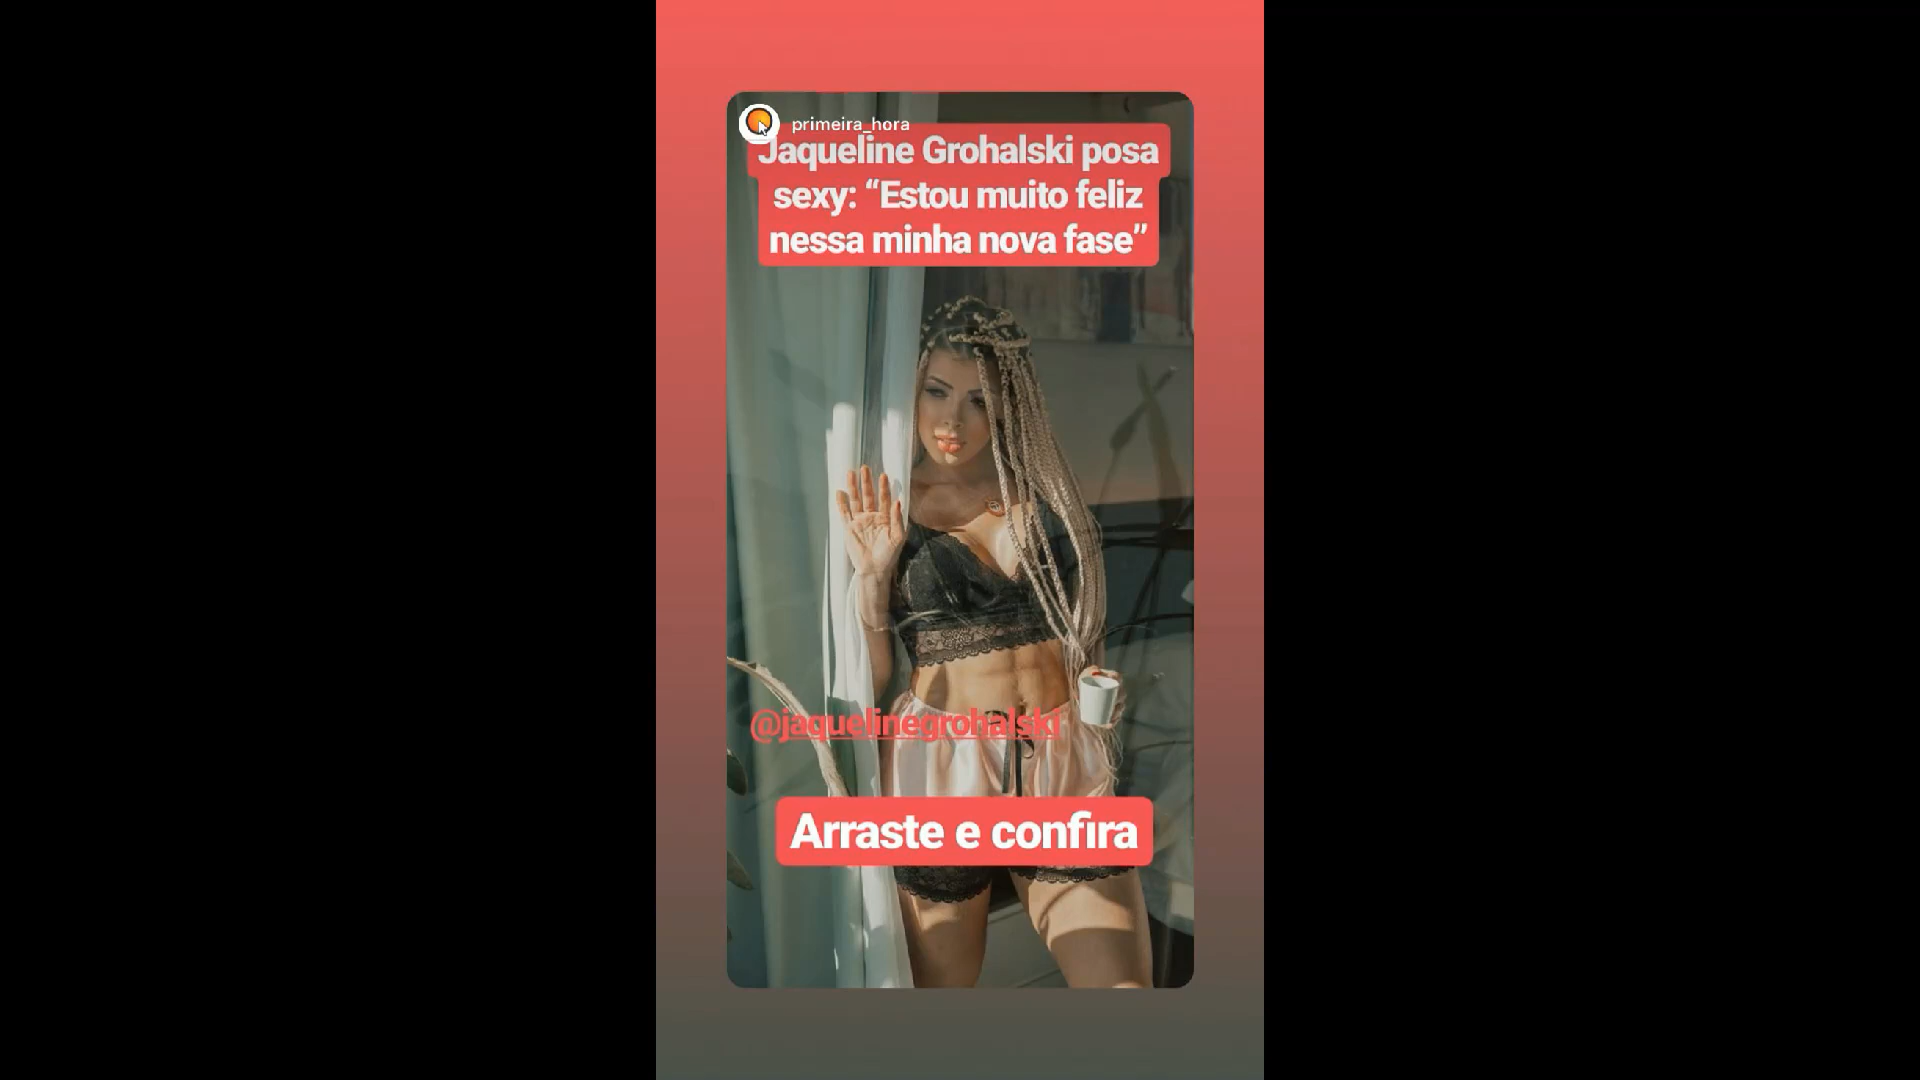 primeira_hora
Jaqueline Grohalski posa
sexy: “Estou muito feliz
nessa minha nova fase”
@jaquelinegrohalski
Arraste e confira